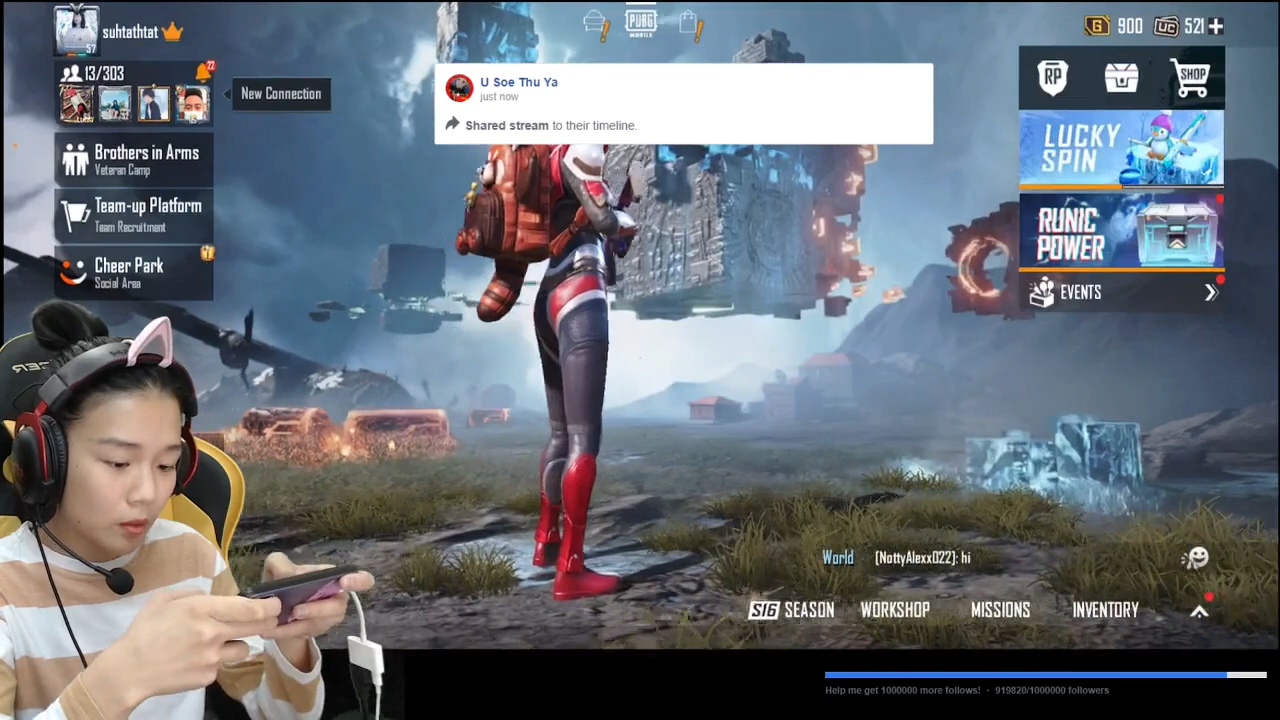 suhtathtat
57
13/303
22
New Connection
Brothers in Arms
Veteran Camp
Team-up Platform
Team Recruitment
Cheer Park
Social Area
PUBG
MOBILE
U Soe Thu Ya
just now
Shared stream to their timeline.
G 900 UC 521 +
RP
SHOP
LUCKY
SPIN
RUNIC
POWER
EVENTS
World [NottyAlexx022]: hi
S16 SEASON WORKSHOP MISSIONS INVENTORY
Help me get 1000000 more follows! · 919820/1000000 followers